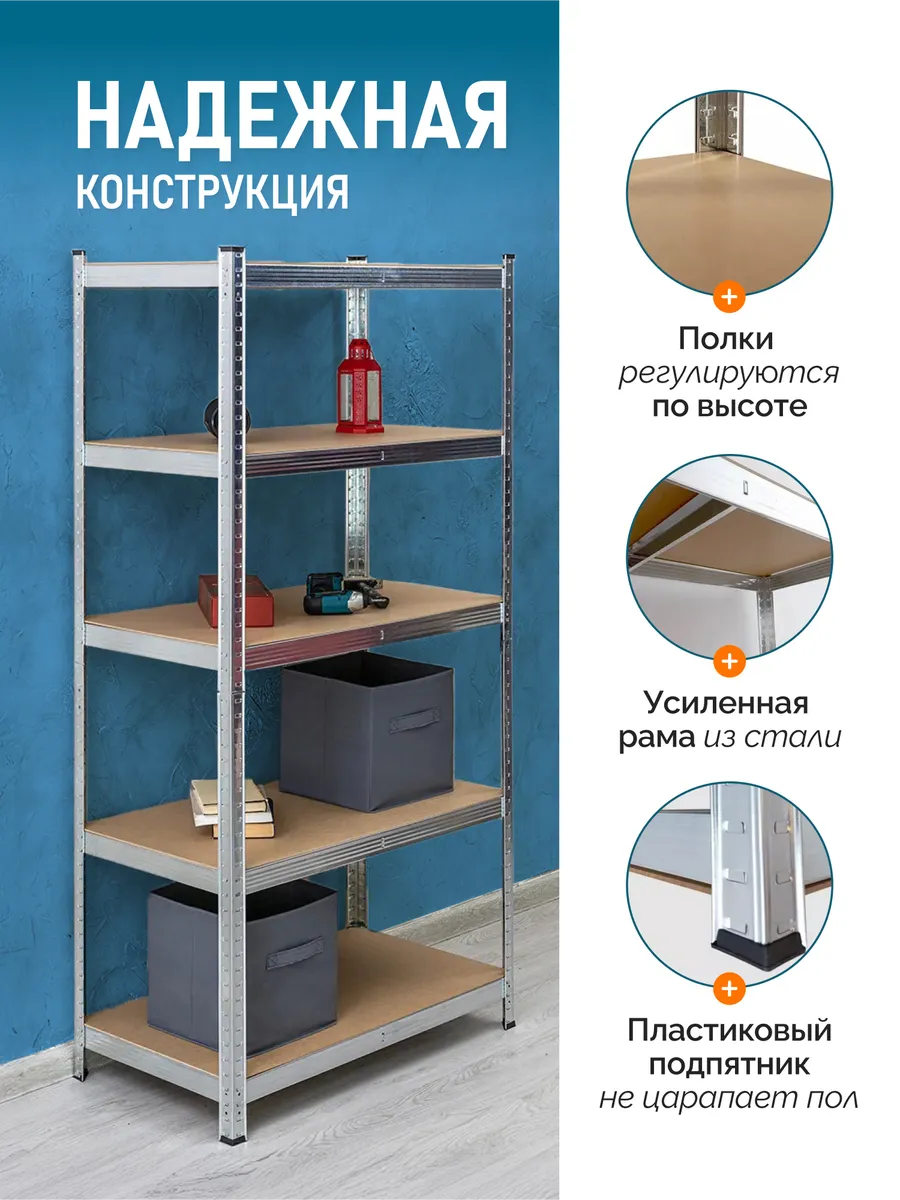 НАДЕЖНАЯ
КОНСТРУКЦИЯ
Полки
регулируются
по высоте
Усиленная
рама из стали
Пластиковый
подпятник
не царапает пол